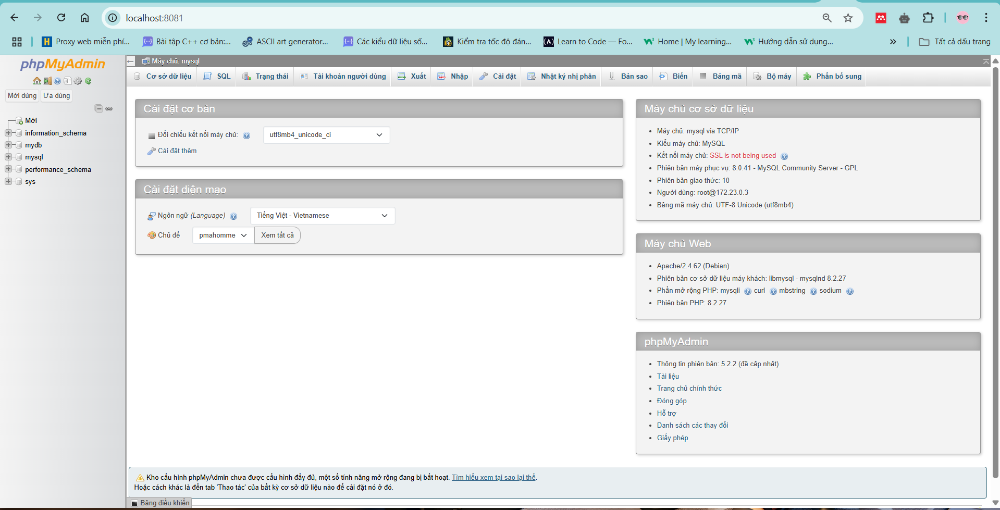 localhost:8081
Proxy web miễn phí...
Bài tập C++ cơ bản:...
ASCII art generator...
Các kiểu dữ liệu số...
Kiểm tra tốc độ đán...
Learn to Code — Fo...
Home | My learning...
Hướng dẫn sử dụng...
Tất cả dấu trang
phpMyAdmin
Mới dùng
Ưa dùng
Mới
information_schema
mydb
mysql
performance_schema
sys
Máy chủ: mysql
Cơ sở dữ liệu
SQL
Trạng thái
Tài khoản người dùng
Xuất
Nhập
Cài đặt
Nhật ký nhị phân
Bản sao
Biến
Bảng mã
Bộ máy
Phần bổ sung
Cài đặt cơ bản
Đối chiếu kết nối máy chủ:
utf8mb4_unicode_ci
Cài đặt thêm
Cài đặt diện mạo
Ngôn ngữ (Language)
Tiếng Việt - Vietnamese
Chủ đề
pmahomme
Xem tất cả
Máy chủ cơ sở dữ liệu
Máy chủ: mysql via TCP/IP
Kiểu máy chủ: MySQL
Kết nối máy chủ: SSL is not being used
Phiên bản máy phục vụ: 8.0.41 - MySQL Community Server - GPL
Phiên bản giao thức: 10
Người dùng: root@172.23.0.3
Bảng mã máy chủ: UTF-8 Unicode (utf8mb4)
Máy chủ Web
Apache/2.4.62 (Debian)
Phiên bản cơ sở dữ liệu máy khách: libmysql - mysqlnd 8.2.27
Phần mở rộng PHP: mysqli curl mbstring sodium
Phiên bản PHP: 8.2.27
phpMyAdmin
Thông tin phiên bản: 5.2.2 (đã cập nhật)
Tài liệu
Trang chủ chính thức
Đóng góp
Hỗ trợ
Danh sách các thay đổi
Giấy phép
Kho cấu hình phpMyAdmin chưa được cấu hình đầy đủ, một số tính năng mở rộng đang bị bất hoạt. Tìm hiểu xem tại sao lại thế.
Hoặc cách khác là đến tab 'Thao tác' của bất kỳ cơ sở dữ liệu nào để cài đặt nó ở đó.
Bảng điều khiển